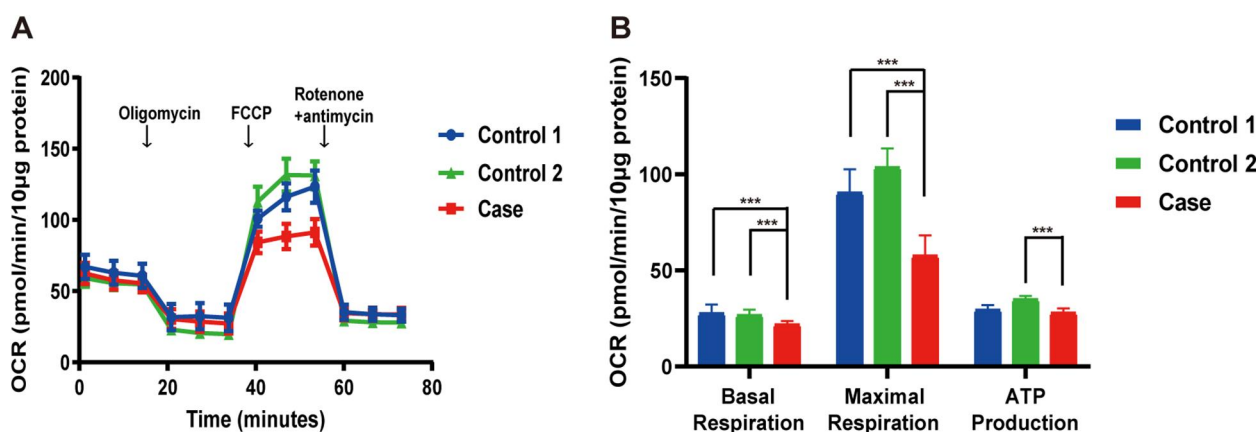 A
OCR (pmol/min/10μg protein)
200
150
100
50
0
Oligomycin
FCCP
Rotenone
+antimycin
Control 1
Control 2
Case
0
20
40
60
80
Time (minutes)
B
OCR (pmol/min/10μg protein)
150
100
50
0
***
***
***
***
***
Control 1
Control 2
Case
Basal
Respiration
Maximal
Respiration
ATP
Production